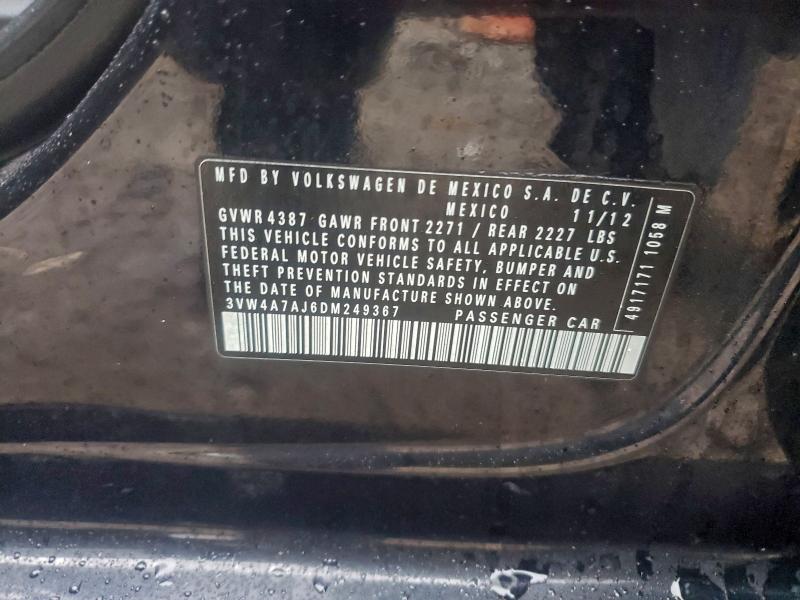 MFD BY VOLKSWAGEN DE MEXICO S.A. DE C.V.
MEXICO 11/12
GVWR 4387 GAWR FRONT 2271 / REAR 2227 LBS
THIS VEHICLE CONFORMS TO ALL APPLICABLE U.S.
FEDERAL MOTOR VEHICLE SAFETY, BUMPER AND
THEFT PREVENTION STANDARDS IN EFFECT ON
THE DATE OF MANUFACTURE SHOWN ABOVE.
3VW4A7AJ6DM249367 PASSENGER CAR
4917171 1058 M